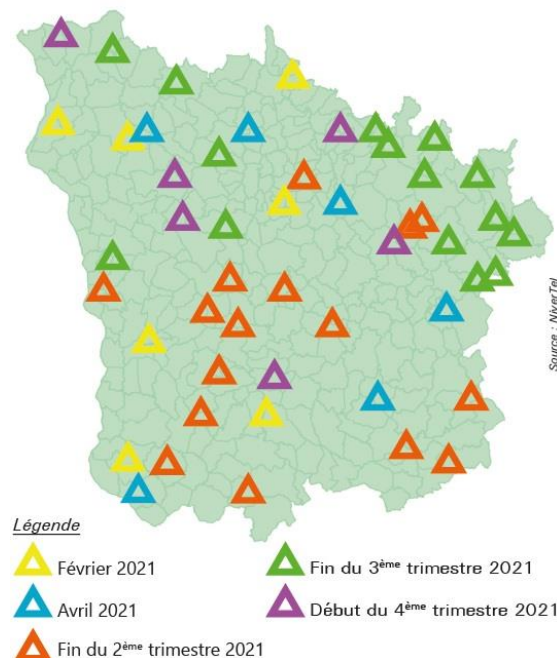 Source : NiverTel
Légende
Février 2021
Avril 2021
Fin du 2ème trimestre 2021
Fin du 3ème trimestre 2021
Début du 4ème trimestre 2021